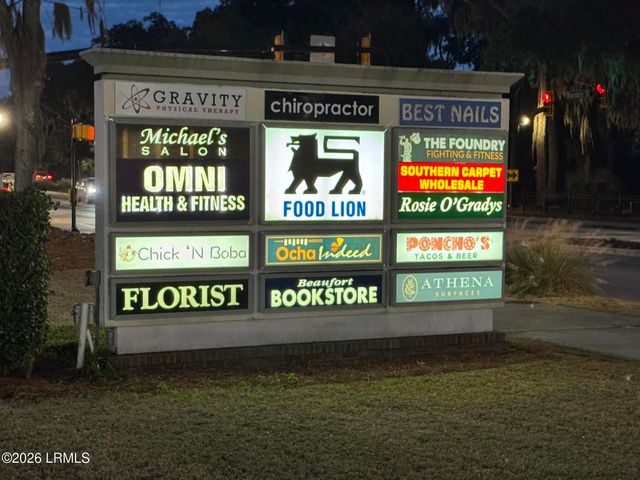 GRAVITY
PHYSICAL THERAPY
chiropractor
BEST NAILS
Michael's
SALON
OMNI
HEALTH & FITNESS
FOOD LION
THE FOUNDRY
FIGHTING & FITNESS
SOUTHERN CARPET
WHOLESALE
Rosie O'Gradys
Chick 'N Boba
Ocha Indeed
PONCHO'S
TACOS & BEER
FLORIST
Beaufort
BOOKSTORE
ATHENA
SURFACES
©2026 LRMLS